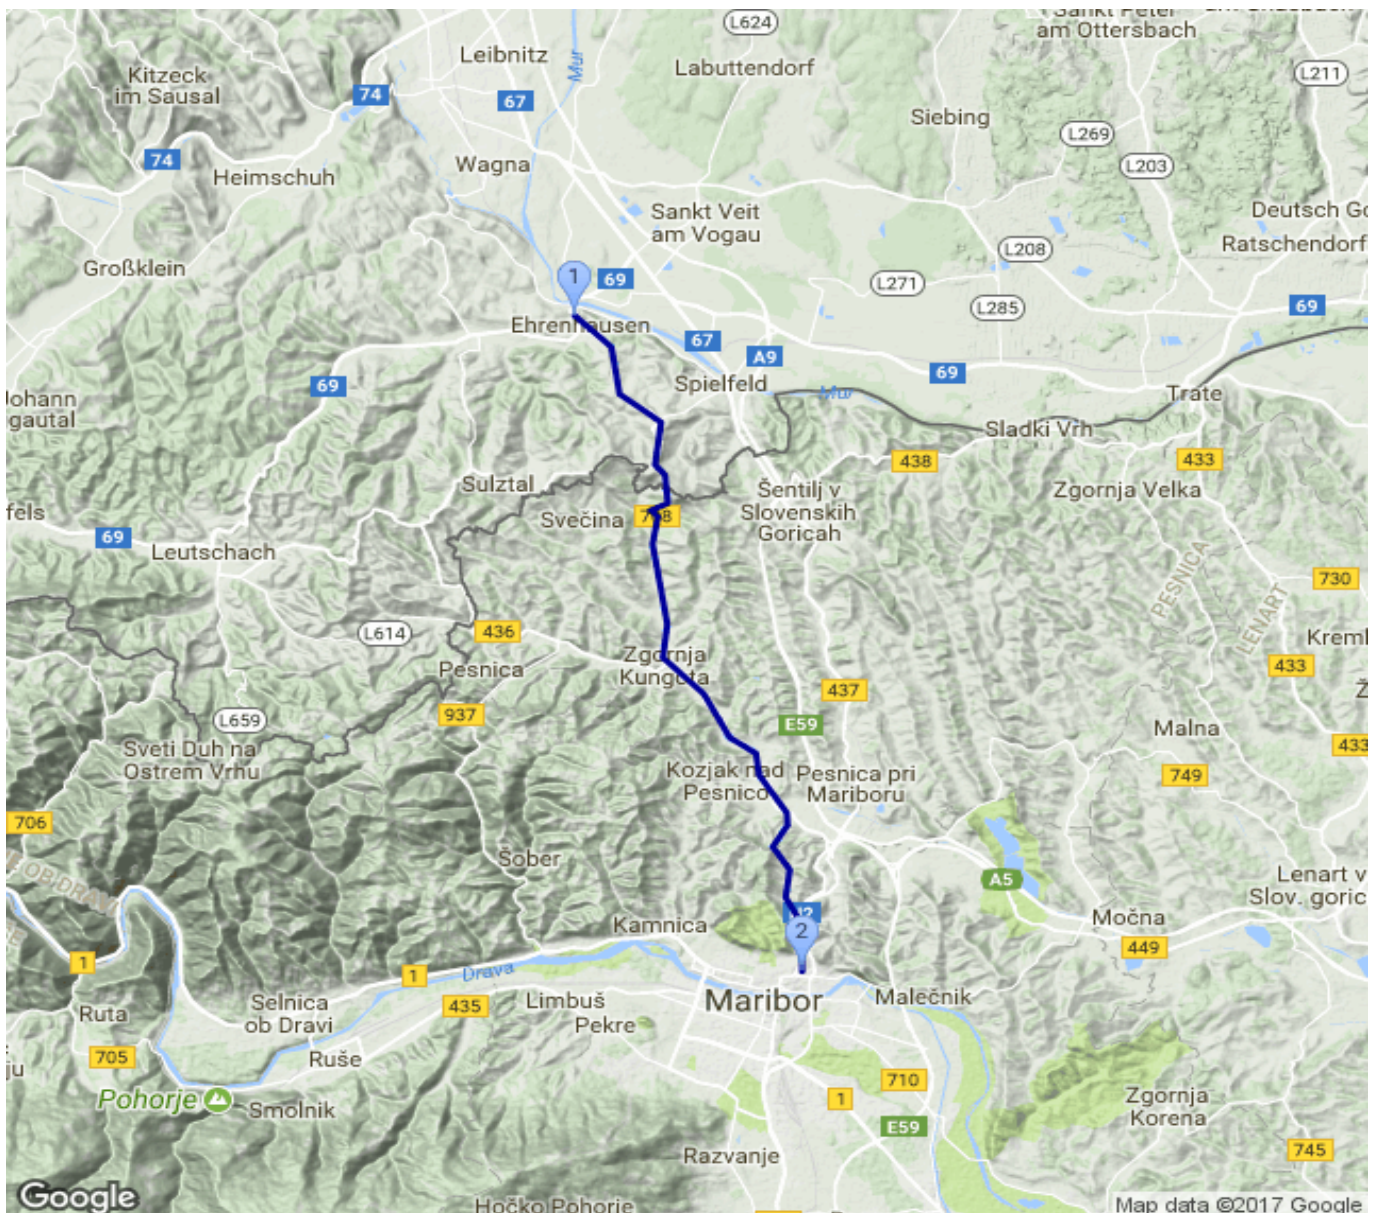 L624
Sankt Peter
am Ottersbach
Leibnitz
Mur
Labuttendorf
Kitzeck
im Sausal
L211
74
67
Siebing
L269
74
Wagna
L203
Heimschuh
Sankt Veit
am Vogau
Deutsch Go
Ratschendorf
L208
Großklein
1
69
L271
L285
69
Ehrenhausen
67
A9
69
69
Spielfeld
Mur
Trate
Johann
gautal
Sladki Vrh
438
433
Sulztal
Šentilj v
Slovenskih
Goricah
Zgornja Velka
fels
Svečina
69
Leutschach
PESNICA
730
LENART
L614
436
Zgornja
Kungota
Pesnica
433
437
937
L659
E59
Malna
433
Sveti Duh na
Ostrem Vrhu
Kozjak nad
Pesnico
Pesnica pri
Mariboru
749
706
Šober
A5
Lenart v
Slov. goric
OB DRAVI
Kamnica
2
Močna
449
1
1
Drava
Selnica
ob Dravi
435
Limbuš
Maribor
Malečnik
Ruta
Pekre
705
Ruše
710
Pohorje
Smolnik
1
Zgornja
Korena
E59
745
Razvanje
Google
Hočko Pohorje
Map data ©2017 Google